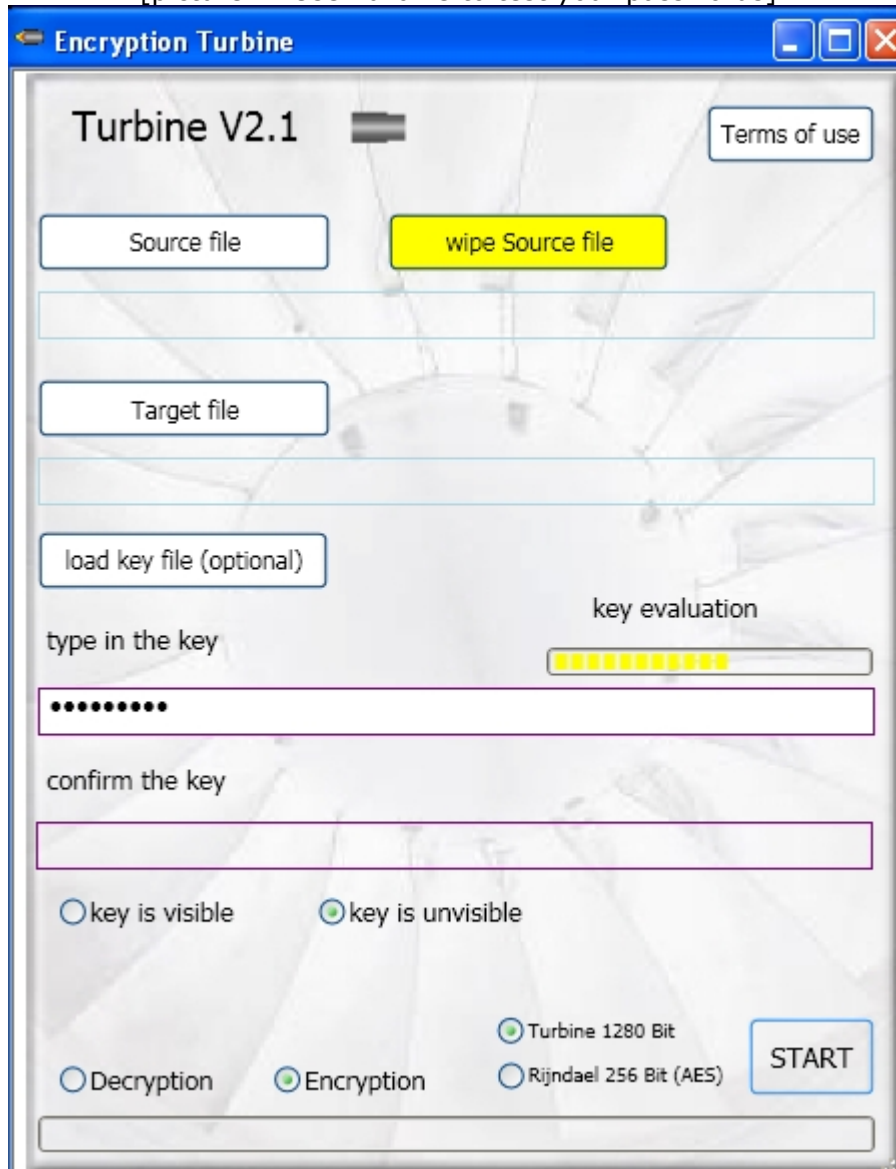 Encryption Turbine
Turbine V2.1
Terms of use
Source file
wipe Source file
Target file
load key file (optional)
key evaluation
type in the key
•••••••••
confirm the key
key is visible
key is unvisible
Turbine 1280 Bit
Decryption
Encryption
Rijndael 256 Bit (AES)
START